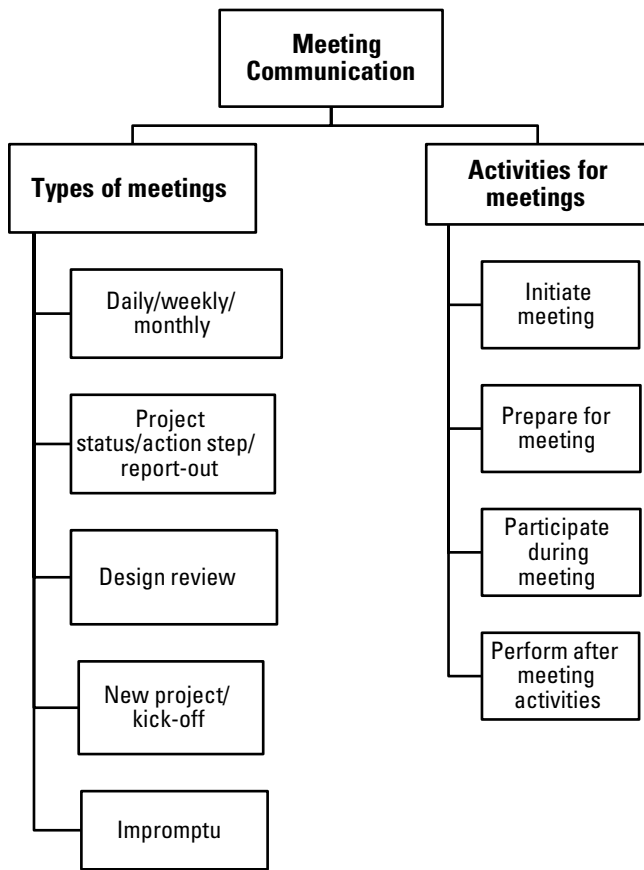 Meeting
Communication
Types of meetings
Daily/weekly/
monthly
Project
status/action step/
report-out
Design review
New project/
kick-off
Impromptu
Activities for
meetings
Initiate
meeting
Prepare for
meeting
Participate
during
meeting
Perform after
meeting
activities